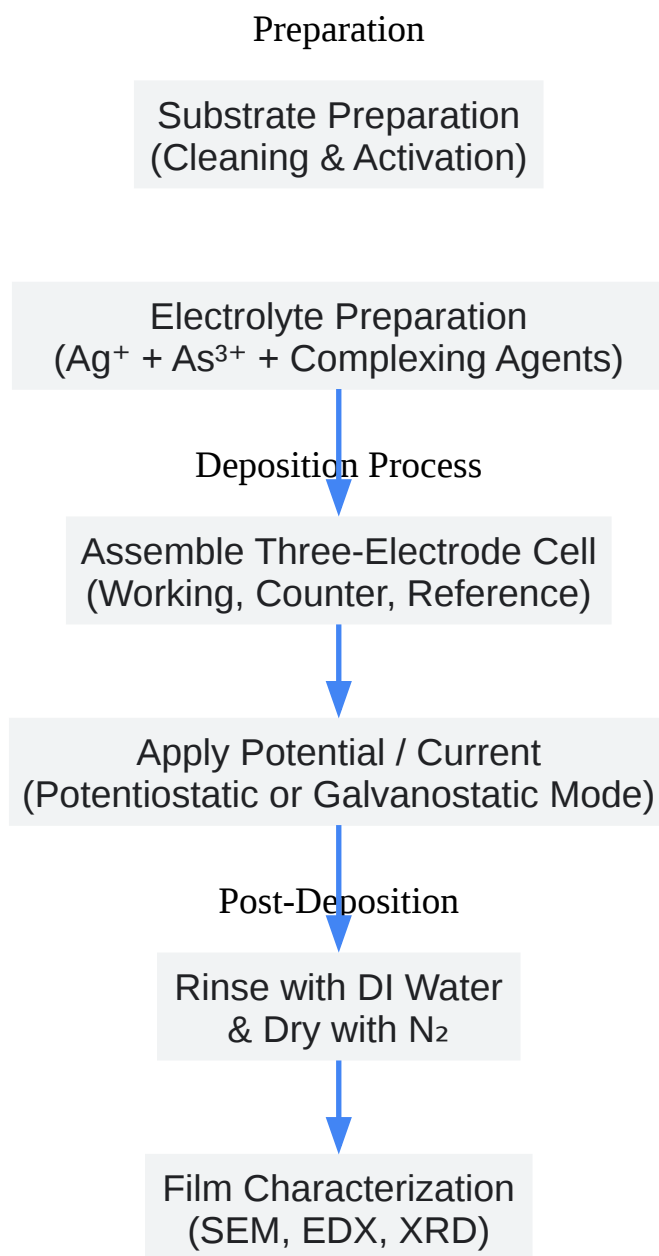 Preparation
Substrate Preparation
(Cleaning & Activation)
Electrolyte Preparation
(Ag⁺ + As³⁺ + Complexing Agents)
Deposition Process
Assemble Three-Electrode Cell
(Working, Counter, Reference)
Apply Potential / Current
(Potentiostatic or Galvanostatic Mode)
Post-Deposition
Rinse with DI Water
& Dry with N₂
Film Characterization
(SEM, EDX, XRD)